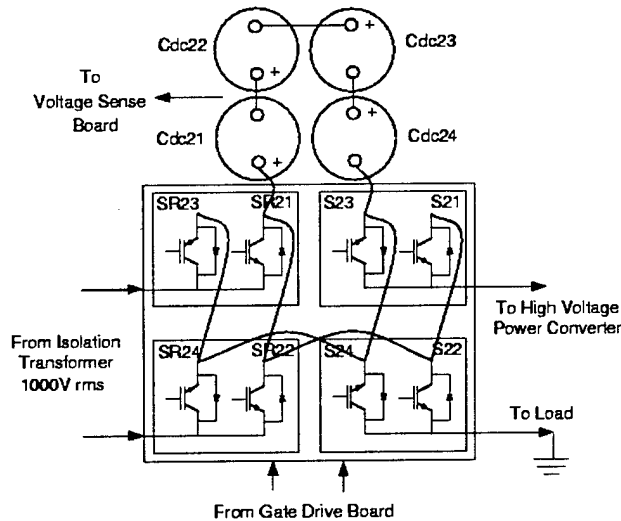 Cdc22
+
Cdc23
+
To
Voltage Sense
Board
+
Cdc21
+
+
Cdc24
SR23
SR21
S23
S21
To High Voltage
Power Converter
From Isolation
Transformer
1000V rms
SR24
SR22
S24
S22
To Load
From Gate Drive Board